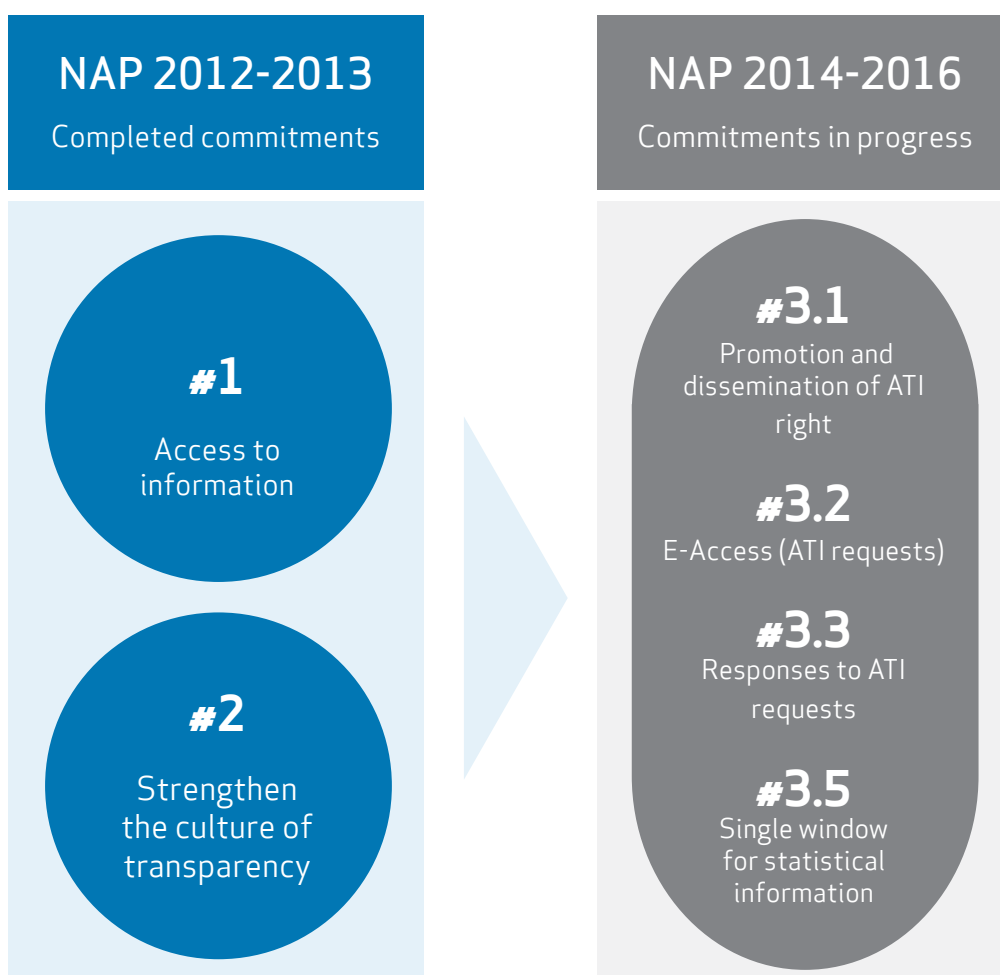 NAP 2012-2013
Completed commitments
#1
Access to
information
#2
Strengthen
the culture of
transparency
NAP 2014-2016
Commitments in progress
#3.1
Promotion and
dissemination of ATI
right
#3.2
E-Access (ATI requests)
#3.3
Responses to ATI
requests
#3.5
Single window
for statistical
information